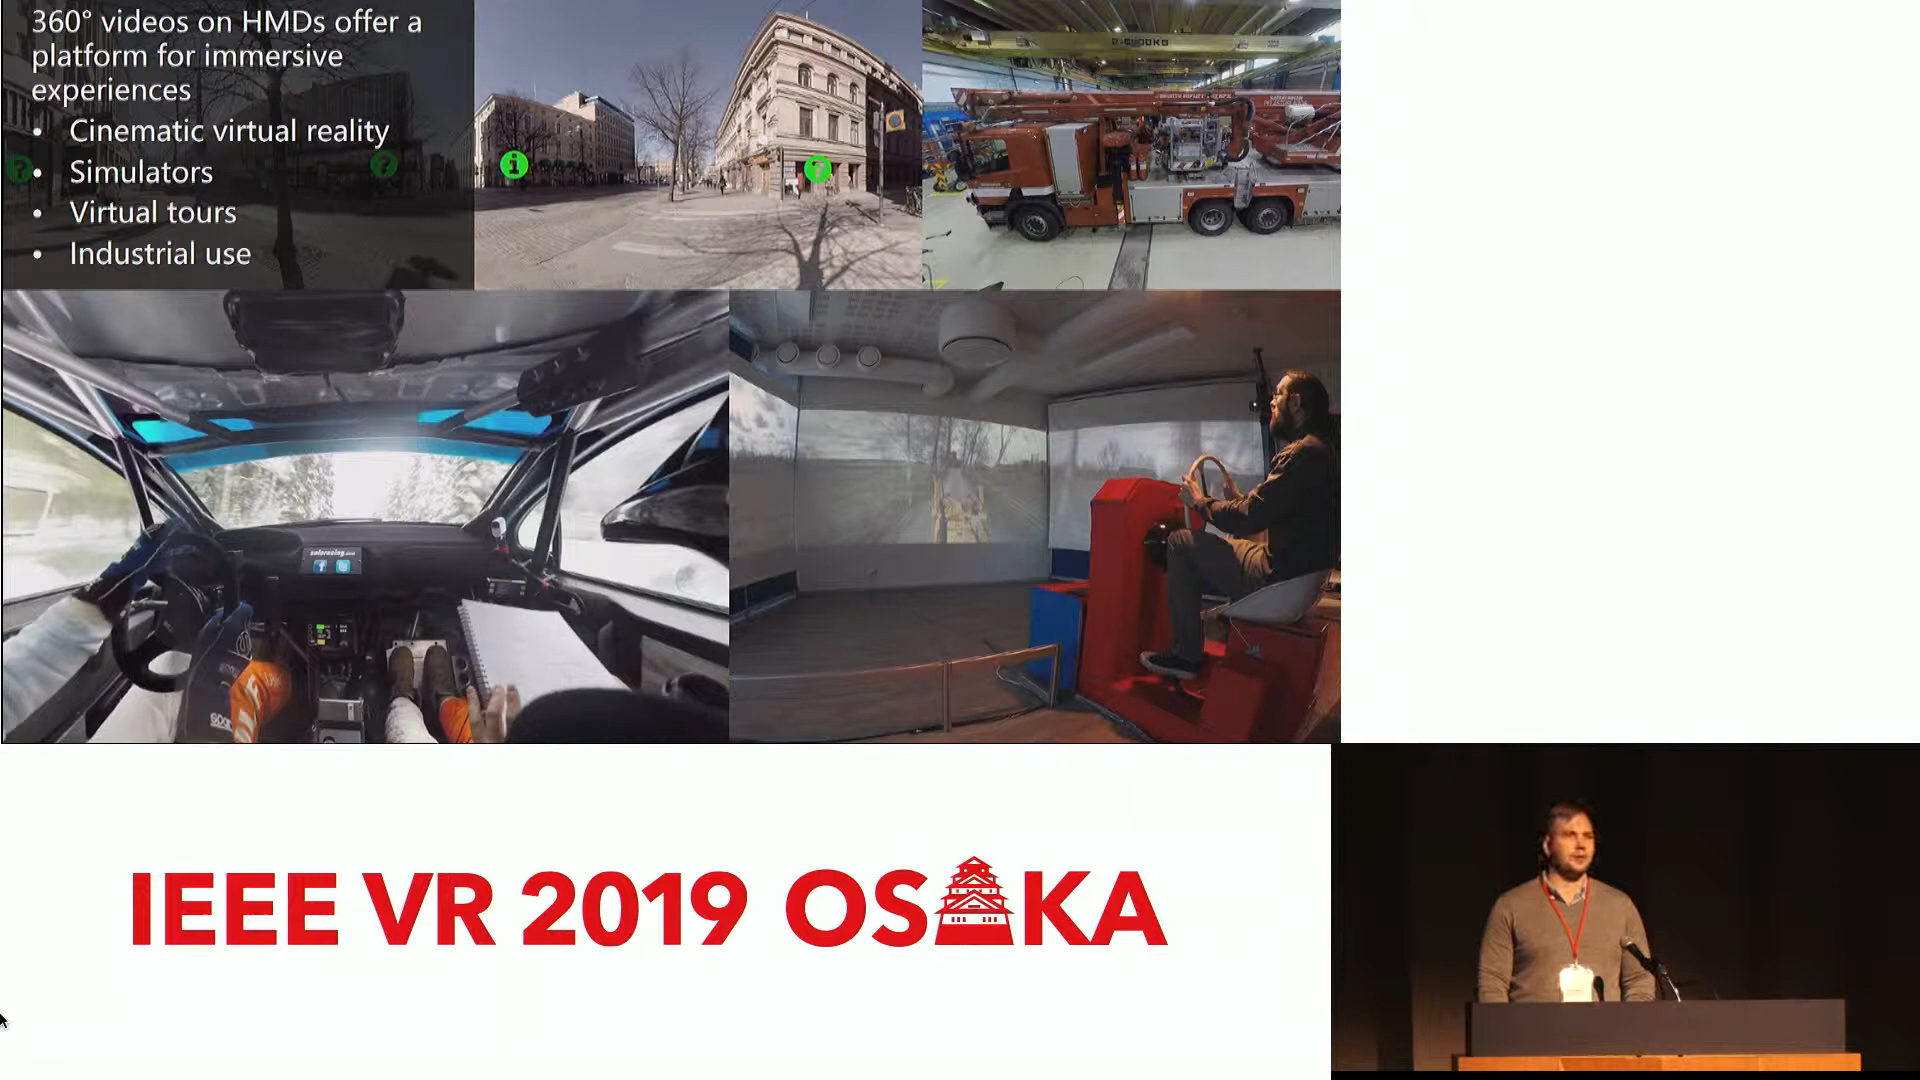 360° videos on HMDs offer a
platform for immersive
experiences
• Cinematic virtual reality
• Simulators
• Virtual tours
• Industrial use
IEEE VR 2019 OSAKA